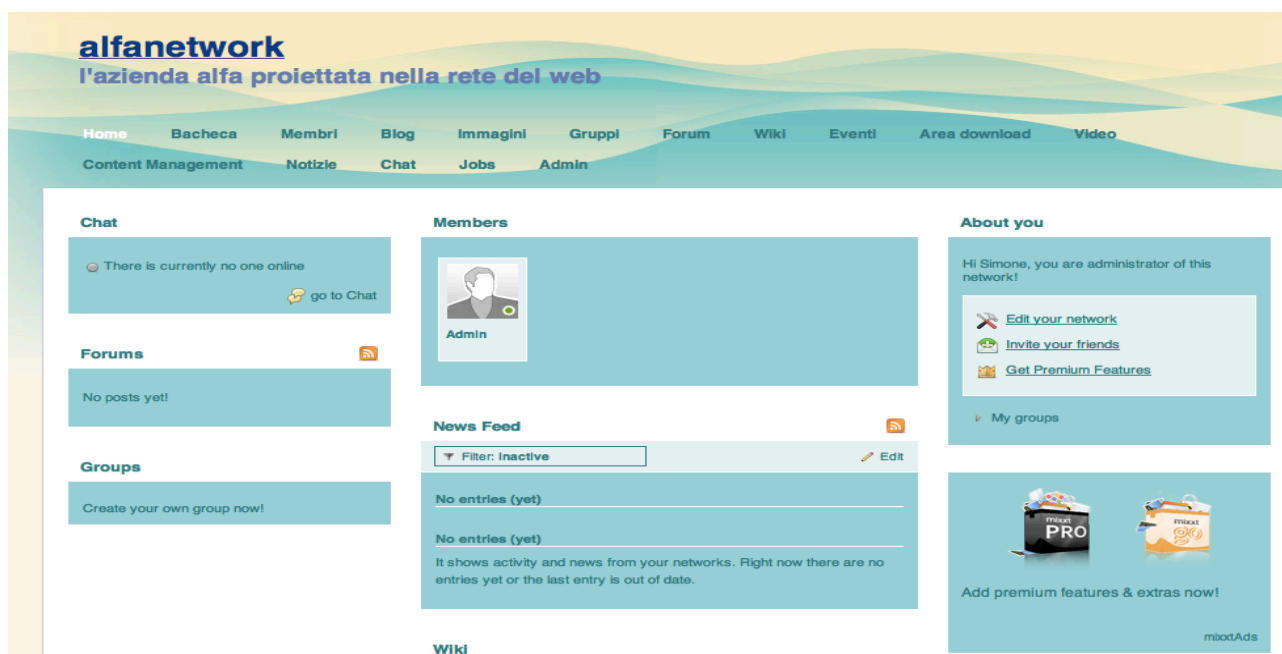 alfanetwork
l'azienda alfa proiettata nella rete del web
Home Bacheca Membri Blog Immagini Gruppi Forum Wiki Eventi Area download Video
Content Management Notizie Chat Jobs Admin
Chat
There is currently no one online
go to Chat
Forums
No posts yet!
Groups
Create your own group now!
Members
Admin
News Feed
Filter: Inactive
Edit
No entries (yet)
No entries (yet)
It shows activity and news from your networks. Right now there are no
entries yet or the last entry is out of date.
Wiki
About you
Hi Simone, you are administrator of this
network!
Edit your network
Invite your friends
Get Premium Features
My groups
mixxt
PRO
mixxt
go
Add premium features & extras now!
mixxtAds